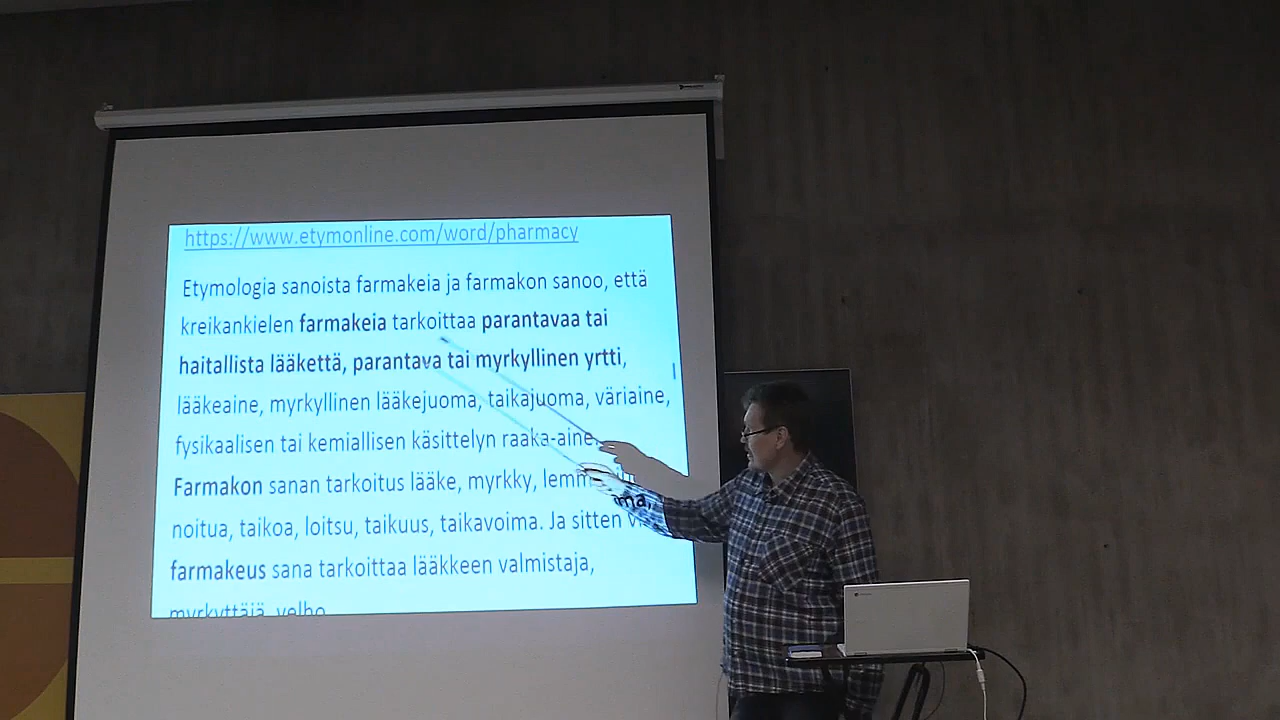 https://www.etymonline.com/word/pharmacy
Etymologia sanoista farmakeia ja farmakon sanoo, että
kreikankielen farmakeia tarkoittaa parantavaa tai
haitallista lääkettä, parantava tai myrkyllinen yrtti,
lääkeaine, myrkyllinen lääkejuoma, taikajuoma, väriaine,
fysikaalisen tai kemiallisen käsittelyn raaka-aine.
Farmakon sanan tarkoitus lääke, myrkky,
noitua, taikoa, loitsu, taikuus, taikavoima. Ja sitten
farmakeus sana tarkoittaa lääkkeen valmistaja,
myrkyttäjä, velho